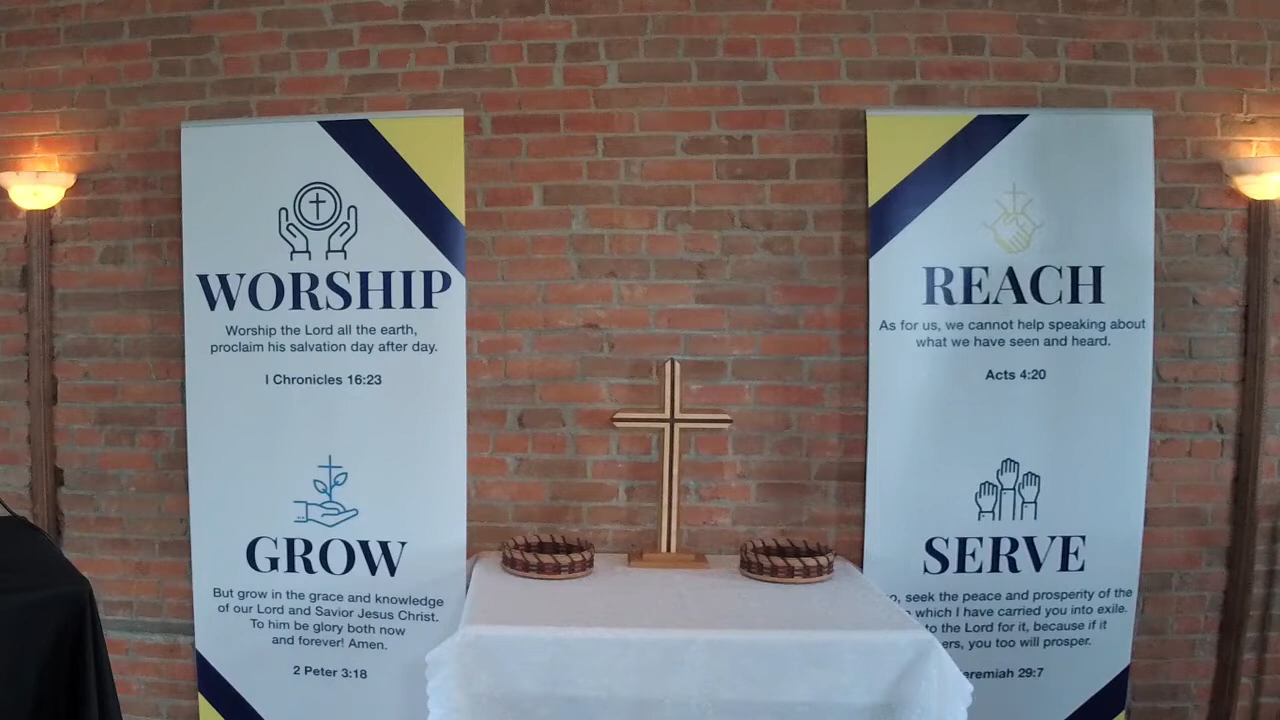 WORSHIP
Worship the Lord all the earth,
proclaim his salvation day after day.
I Chronicles 16:23
GROW
But grow in the grace and knowledge
of our Lord and Savior Jesus Christ.
To him be glory both now
and forever! Amen.
2 Peter 3:18
REACH
As for us, we cannot help speaking about
what we have seen and heard.
Acts 4:20
SERVE
seek the peace and prosperity of the
which I have carried you into exile.
to the Lord for it, because if it
you too will prosper.
29:7